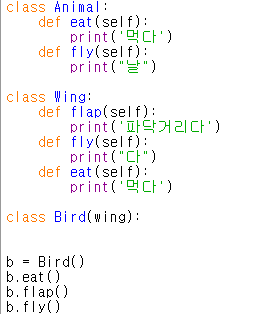 class Animal:
    def eat(self):
        print('먹다')
    def fly(self):
        print("날")

class Wing:
    def flap(self):
        print('파닥거리다')
    def fly(self):
        print("다")
    def eat(self):
        print('먹다')

class Bird(wing):


b = Bird()
b.eat()
b.flap()
b.fly()